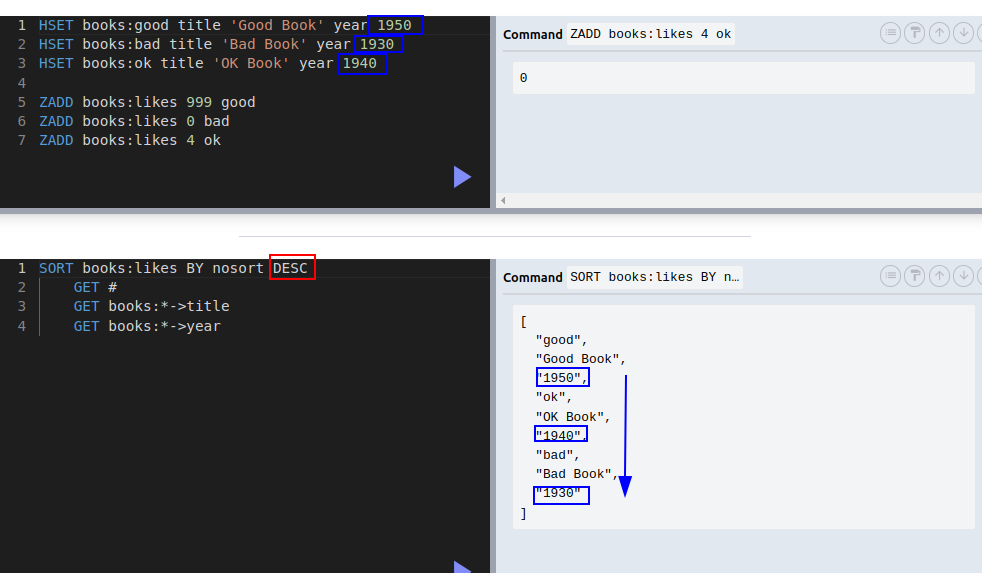 1 HSET books:good title 'Good Book' year 1950
2 HSET books:bad title 'Bad Book' year 1930
3 HSET books:ok title 'OK Book' year 1940
4
5 ZADD books:likes 999 good
6 ZADD books:likes 0 bad
7 ZADD books:likes 4 ok
Command ZADD books:likes 4 ok
0
1 SORT books:likes BY nosort DESC
2 GET #
3 GET books:*->title
4 GET books:*->year
Command SORT books:likes BY n…
[
"good",
"Good Book",
"1950",
"ok",
"OK Book",
"1940",
"bad",
"Bad Book",
"1930"
]